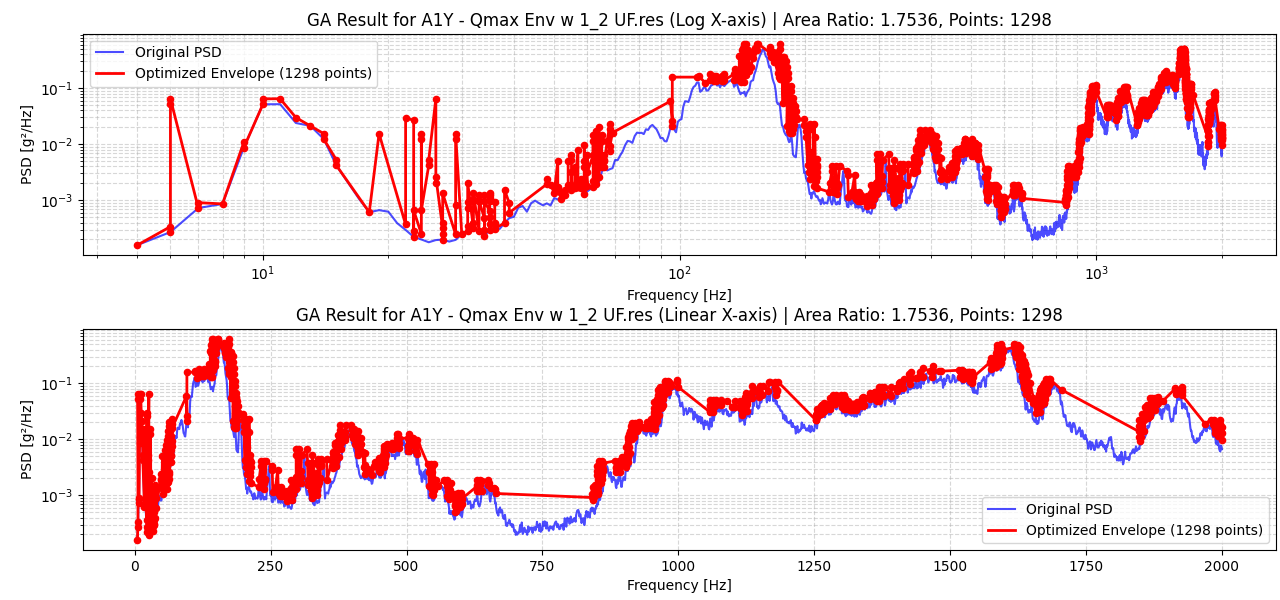 GA Result for A1Y - Qmax Env w 1_2 UF.res (Log X-axis) | Area Ratio: 1.7536, Points: 1298
Original PSD
Optimized Envelope (1298 points)
PSD [g²/Hz]
10⁻¹
10⁻²
10⁻³
10¹ 10² 10³
Frequency [Hz]
GA Result for A1Y - Qmax Env w 1_2 UF.res (Linear X-axis) | Area Ratio: 1.7536, Points: 1298
PSD [g²/Hz]
10⁻¹
10⁻²
10⁻³
Original PSD
Optimized Envelope (1298 points)
0 250 500 750 1000 1250 1500 1750 2000
Frequency [Hz]